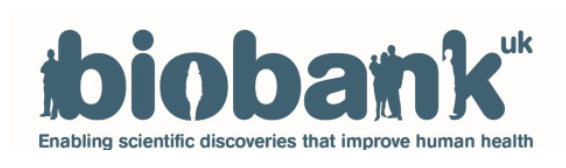 biobank uk
Enabling scientific discoveries that improve human health